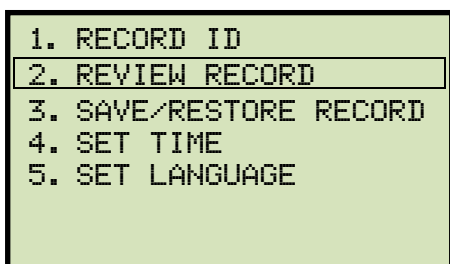 1. RECORD ID
2. REVIEW RECORD
3. SAVE/RESTORE RECORD
4. SET TIME
5. SET LANGUAGE